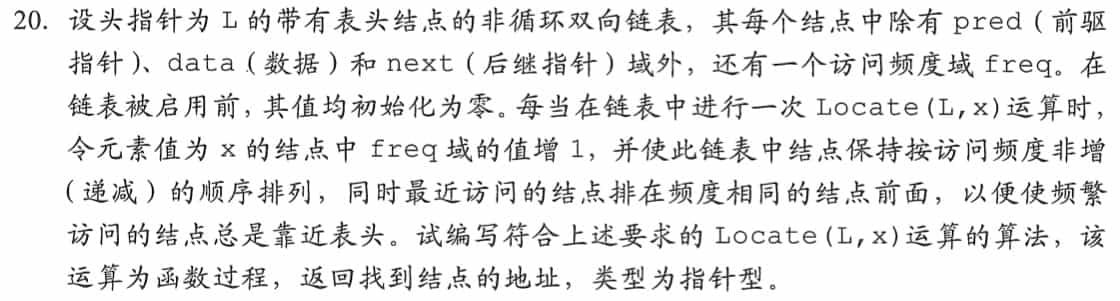 20. 设头指针为 L 的带有表头结点的非循环双向链表，其每个结点中除有 pred（前驱
指针）、data（数据）和 next（后继指针）域外，还有一个访问频度域 freq。在
链表被启用前，其值均初始化为零。每当在链表中进行一次 Locate(L,x)运算时，
令元素值为 x 的结点中 freq 域的值增 1，并使此链表中结点保持按访问频度非增
（递减）的顺序排列，同时最近访问的结点排在频度相同的结点前面，以便使频繁
访问的结点总是靠近表头。试编写符合上述要求的 Locate(L,x)运算的算法，该
运算为函数过程，返回找到结点的地址，类型为指针型。